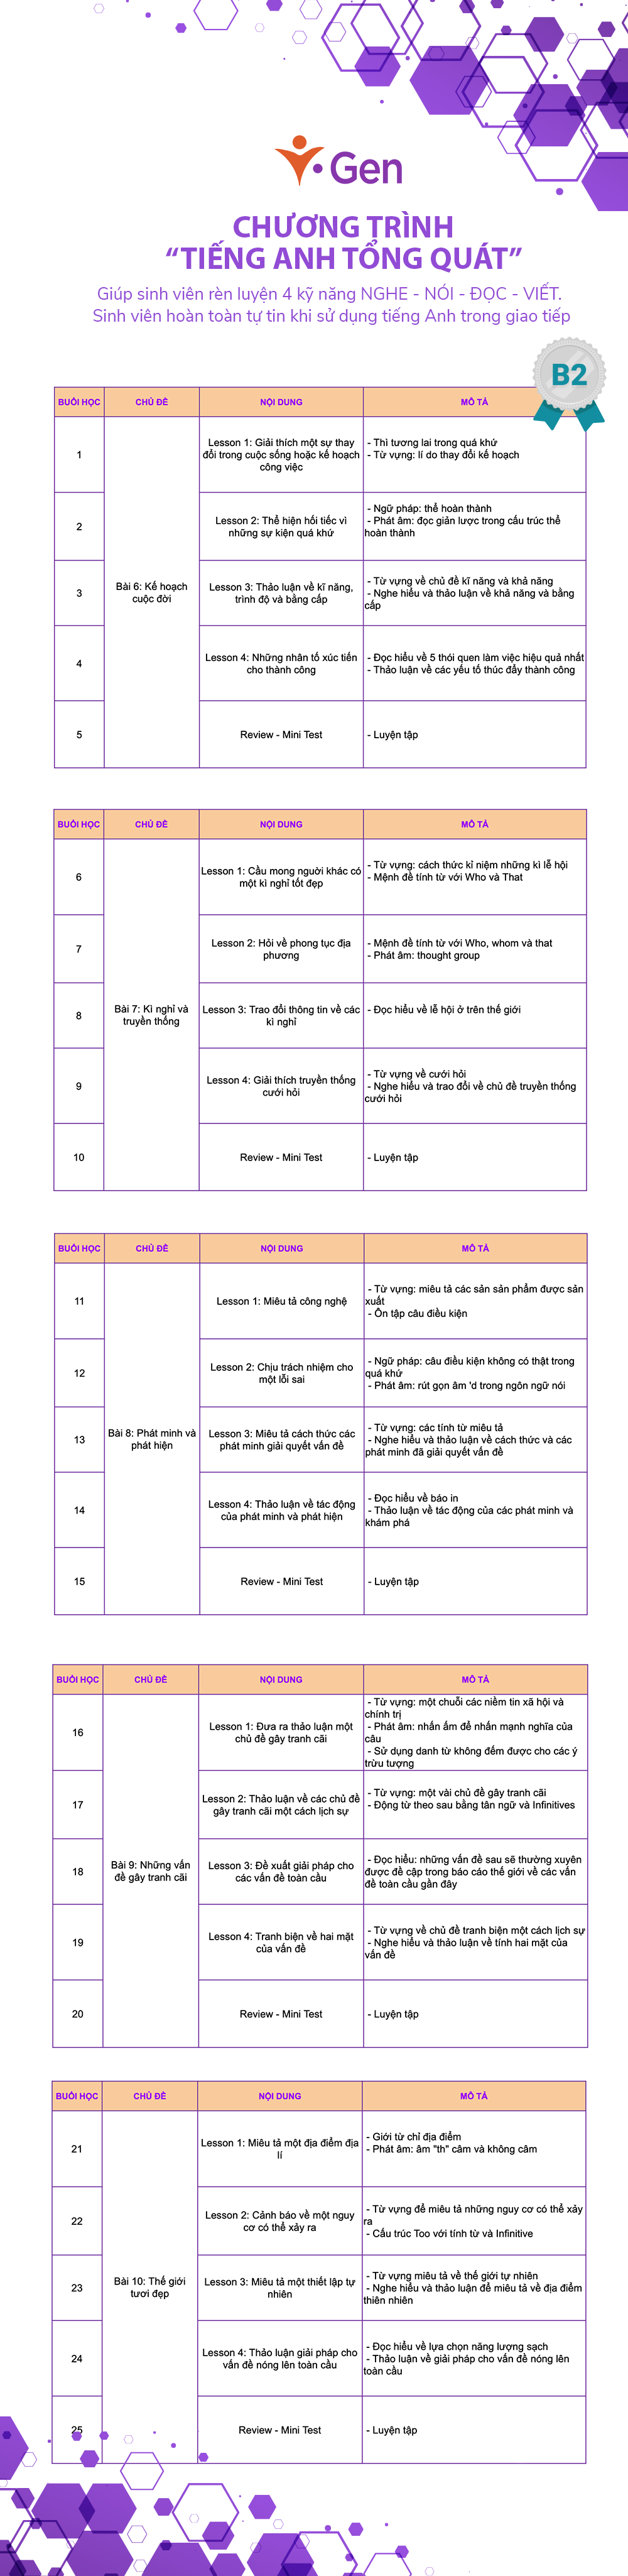 Gen
CHƯƠNG TRÌNH
“TIẾNG ANH TỔNG QUÁT”
Giúp sinh viên rèn luyện 4 kỹ năng NGHE - NÓI - ĐỌC - VIẾT.
Sinh viên hoàn toàn tự tin khi sử dụng tiếng Anh trong giao tiếp
B2
BUỔI HỌC CHỦ ĐỀ NỘI DUNG MÔ TẢ
1
Lesson 1: Giải thích một sự thay
đổi trong cuộc sống hoặc kế hoạch
công việc
- Thì tương lai trong quá khứ
- Từ vựng: lí do thay đổi kế hoạch
2
Lesson 2: Thể hiện hối tiếc vì
những sự kiện quá khứ
- Ngữ pháp: thể hoàn thành
- Phát âm: đọc giản lược trong cấu trúc thể
hoàn thành
Bài 6: Kế hoạch
cuộc đời
3
Lesson 3: Thảo luận về kĩ năng,
trình độ và bằng cấp
- Từ vựng về chủ đề kĩ năng và khả năng
- Nghe hiểu và thảo luận về khả năng và bằng
cấp
4
Lesson 4: Những nhân tố xúc tiến
cho thành công
- Đọc hiểu về 5 thói quen làm việc hiệu quả nhất
- Thảo luận về các yếu tố thúc đẩy thành công
5
Review - Mini Test
- Luyện tập
BUỔI HỌC CHỦ ĐỀ NỘI DUNG MÔ TẢ
6
Lesson 1: Cầu mong người khác có
một kì nghỉ tốt đẹp
- Từ vựng: cách thức kỉ niệm những kì lễ hội
- Mệnh đề tính từ với Who và That
7
Lesson 2: Hỏi về phong tục địa
phương
- Mệnh đề tính từ với Who, whom và that
- Phát âm: thought group
Bài 7: Kì nghỉ và
truyền thống
8
Lesson 3: Trao đổi thông tin về các
kì nghỉ
- Đọc hiểu về lễ hội ở trên thế giới
9
Lesson 4: Giải thích truyền thống
cưới hỏi
- Từ vựng về cưới hỏi
- Nghe hiểu và trao đổi về chủ đề truyền thống
cưới hỏi
10
Review - Mini Test
- Luyện tập
BUỔI HỌC CHỦ ĐỀ NỘI DUNG MÔ TẢ
11
Lesson 1: Miêu tả công nghệ
- Từ vựng: miêu tả các sản sản phẩm được sản
xuất
- Ôn tập câu điều kiện
12
Lesson 2: Chịu trách nhiệm cho
một lỗi sai
- Ngữ pháp: câu điều kiện không có thật trong
quá khứ
- Phát âm: rút gọn âm 'd trong ngôn ngữ nói
Bài 8: Phát minh và
phát hiện
13
Lesson 3: Miêu tả cách thức các
phát minh giải quyết vấn đề
- Từ vựng: các tính từ miêu tả
- Nghe hiểu và thảo luận về cách thức và các
phát minh đã giải quyết vấn đề
14
Lesson 4: Thảo luận về tác động
của phát minh và phát hiện
- Đọc hiểu về báo in
- Thảo luận về tác động của các phát minh và
khám phá
15
Review - Mini Test
- Luyện tập
BUỔI HỌC CHỦ ĐỀ NỘI DUNG MÔ TẢ
16
Lesson 1: Đưa ra thảo luận một
chủ đề gây tranh cãi
- Từ vựng: một chuỗi các niềm tin xã hội và
chính trị
- Phát âm: nhấn ấm để nhấn mạnh nghĩa của
câu
- Sử dụng danh từ không đếm được cho các ý
trừu tượng
17
Lesson 2: Thảo luận về các chủ đề
gây tranh cãi một cách lịch sự
- Từ vựng: một vài chủ đề gây tranh cãi
- Động từ theo sau bằng tân ngữ và Infinitives
Bài 9: Những vấn
đề gây tranh cãi
18
Lesson 3: Đề xuất giải pháp cho
các vấn đề toàn cầu
- Đọc hiểu: những vấn đề sau sẽ thường xuyên
được đề cập trong báo cáo thế giới về các vấn
đề toàn cầu gần đây
19
Lesson 4: Tranh biện về hai mặt
của vấn đề
- Từ vựng về chủ đề tranh biện một cách lịch sự
- Nghe hiểu và thảo luận về tính hai mặt của
vấn đề
20
Review - Mini Test
- Luyện tập
BUỔI HỌC CHỦ ĐỀ NỘI DUNG MÔ TẢ
21
Lesson 1: Miêu tả một địa điểm địa
lí
- Giới từ chỉ địa điểm
- Phát âm: âm "th" câm và không câm
22
Lesson 2: Cảnh báo về một nguy
cơ có thể xảy ra
- Từ vựng để miêu tả những nguy cơ có thể xảy
ra
- Cấu trúc Too với tính từ và Infinitive
Bài 10: Thế giới
tươi đẹp
23
Lesson 3: Miêu tả một thiết lập tự
nhiên
- Từ vựng miêu tả về thế giới tự nhiên
- Nghe hiểu và thảo luận để miêu tả về địa điểm
thiên nhiên
24
Lesson 4: Thảo luận giải pháp cho
vấn đề nóng lên toàn cầu
- Đọc hiểu về lựa chọn năng lượng sạch
- Thảo luận về giải pháp cho vấn đề nóng lên
toàn cầu
25
Review - Mini Test
- Luyện tập